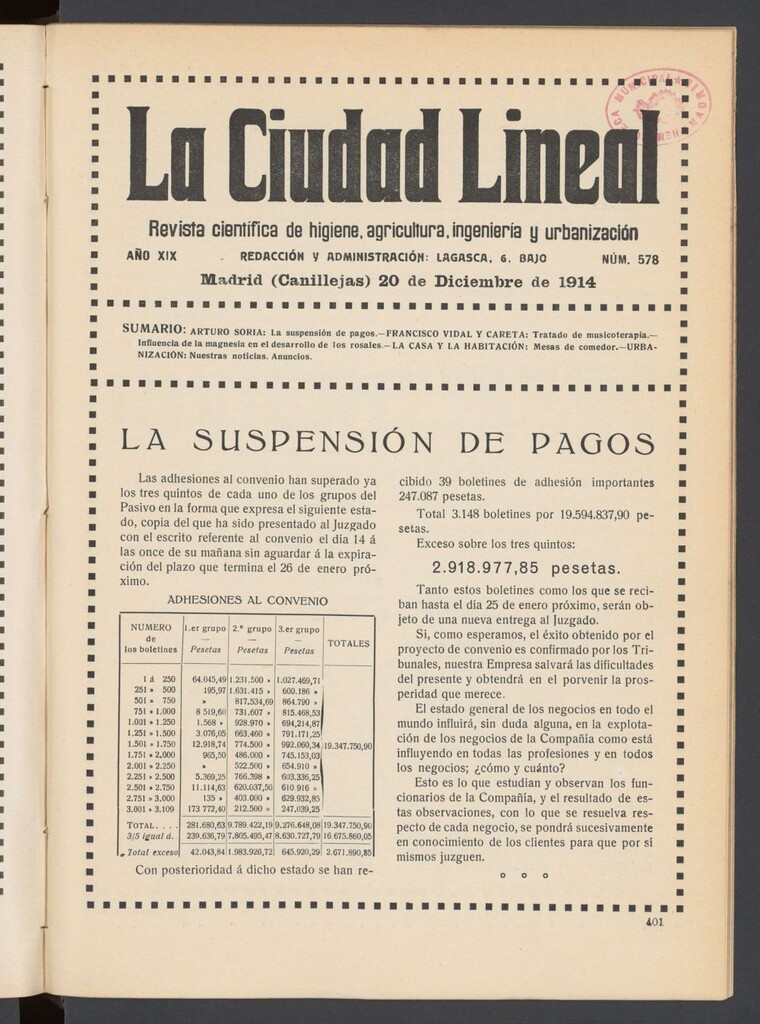 La Ciudad Lineal
Revista científica de higiene, agricultura, ingeniería y urbanización
AÑO XIX REDACCIÓN Y ADMINISTRACIÓN: LAGASCA, 6. BAJO NÚM. 578
Madrid (Canillejas) 20 de Diciembre de 1914
SUMARIO: ARTURO SORIA: La suspensión de pagos.—FRANCISCO VIDAL Y CARETA: Tratado de musicoterapia.—
Influencia de la magnesia en el desarrollo de los rosales.—LA CASA Y LA HABITACIÓN: Mesas de comedor.—URBA-
NIZACIÓN: Nuestras noticias. Anuncios.
LA SUSPENSIÓN DE PAGOS
Las adhesiones al convenio han superado ya
los tres quintos de cada uno de los grupos del
Pasivo en la forma que expresa el siguiente esta-
do, copia del que ha sido presentado al Juzgado
con el escrito referente al convenio el día 14 á
las once de su mañana sin aguardar á la expira-
ción del plazo que termina el 26 de enero pró-
ximo.
ADHESIONES AL CONVENIO
NUMERO de los boletines 1.er grupo — Pesetas 2.º grupo — Pesetas 3.er grupo — Pesetas TOTALES
1 á 250 64.045,49 1.231.500 » 1.027.469,71
251 » 500 195,97 1.631.415 » 600.186 »
501 » 750 » 817.534,69 864.790 »
751 » 1.000 8 519,60 731.607 » 815.468,53
1.001 » 1.250 1.568 » 928.970 » 694,214,87
1.251 » 1.500 3.076,05 663.460 » 791.171,25
1.501 » 1.750 12.918,74 774.500 » 992.060,34 19.347.750,90
1.751 » 2.000 965,50 486.000 » 745.153,03
2.001 » 2.250 » 522.500 » 654.910 »
2.251 » 2.500 5.369,25 766.398 » 603.336,25
2.501 » 2.750 11.114,63 620.037,50 610.916 »
2.751 » 3.000 135 » 403.000 » 629.932,85
3.001 » 3.109 173 772,40 212.500 » 247.039,25
TOTAL. . . . 281.680,63 9.789.422,19 9.276.648,08 19.347.750,90
3/5 igual á. 239.636,79 7.805.495,47 8.630.727,79 16 675.860,05
Total exceso 42.043,84 1.983.926,72 645.920,29 2.671.890,85
Con posterioridad á dicho estado se han re-
cibido 39 boletines de adhesión importantes
247.087 pesetas.
Total 3.148 boletines por 19.594.837,90 pe-
setas.
Exceso sobre los tres quintos:
2.918.977,85 pesetas.
Tanto estos boletines como los que se reci-
ban hasta el día 25 de enero próximo, serán ob-
jeto de una nueva entrega al Juzgado.
Si, como esperamos, el éxito obtenido por el
proyecto de convenio es confirmado por los Tri-
bunales, nuestra Empresa salvará las dificultades
del presente y obtendrá en el porvenir la pros-
peridad que merece.
El estado general de los negocios en todo el
mundo influirá, sin duda alguna, en la explota-
ción de los negocios de la Compañía como está
influyendo en todas las profesiones y en todos
los negocios; ¿cómo y cuánto?
Esto es lo que estudian y observan los fun-
cionarios de la Compañía, y el resultado de es-
tas observaciones, con lo que se resuelva res-
pecto de cada negocio, se pondrá sucesivamente
en conocimiento de los clientes para que por sí
mismos juzguen.
401